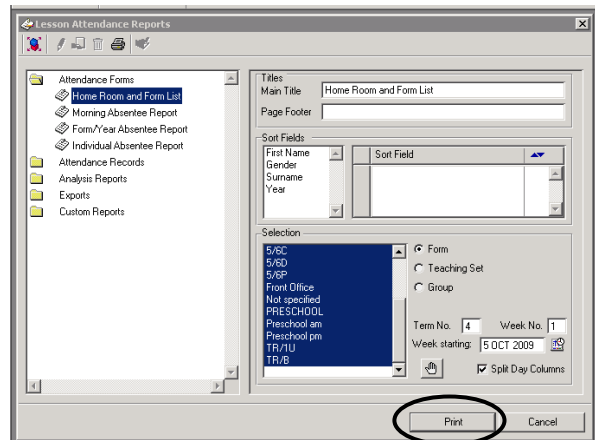 Lesson Attendance Reports
Attendance Forms
Home Room and Form List
Morning Absentee Report
Form/Year Absentee Report
Individual Absentee Report
Attendance Records
Analysis Reports
Exports
Custom Reports
Titles
Main Title Home Room and Form List
Page Footer
Sort Fields
First Name
Gender
Surname
Year
Sort Field
Selection
5/6C
5/6D
5/6P
Front Office
Not specified
PRESCHOOL
Preschool am
Preschool pm
TR/1U
TR/B
Form
Teaching Set
Group
Term No. 4 Week No. 1
Week starting: 5 OCT 2009
Split Day Columns
Print Cancel